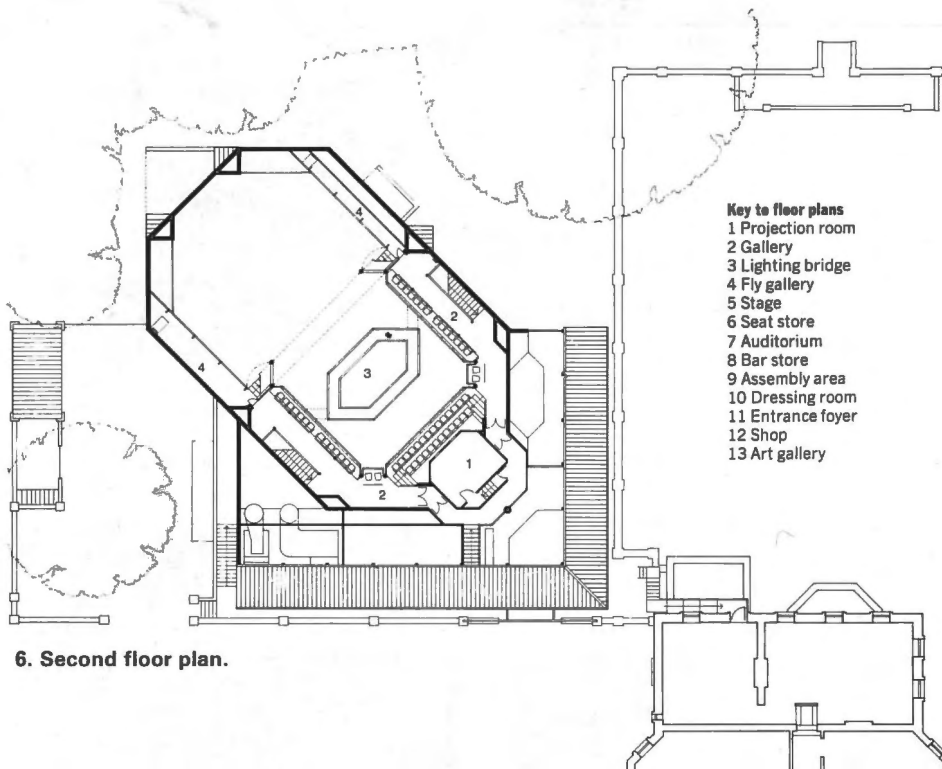 Key to floor plans
1 Projection room
2 Gallery
3 Lighting bridge
4 Fly gallery
5 Stage
6 Seat store
7 Auditorium
8 Bar store
9 Assembly area
10 Dressing room
11 Entrance foyer
12 Shop
13 Art gallery
4
2
3
4
1
2
6. Second floor plan.